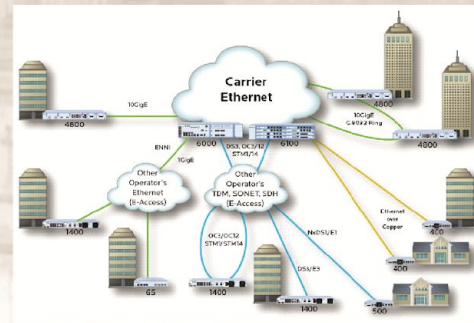 Carrier
Ethernet
4800
10GigE
4800
10GigE
G.8032 Ring
4800
6000
6100
ENNI
1GigE
DS3, OC3/12
STM1/14
Other
Operator's
Ethernet
(E-Access)
Other
Operator's
TDM, SONET, SDH
(E-Access)
NxDS1/E1
Ethernet
over
Copper
1400
65
OC3/OC12
STM1/STM14
1400
DS3/E3
1400
400
400
500